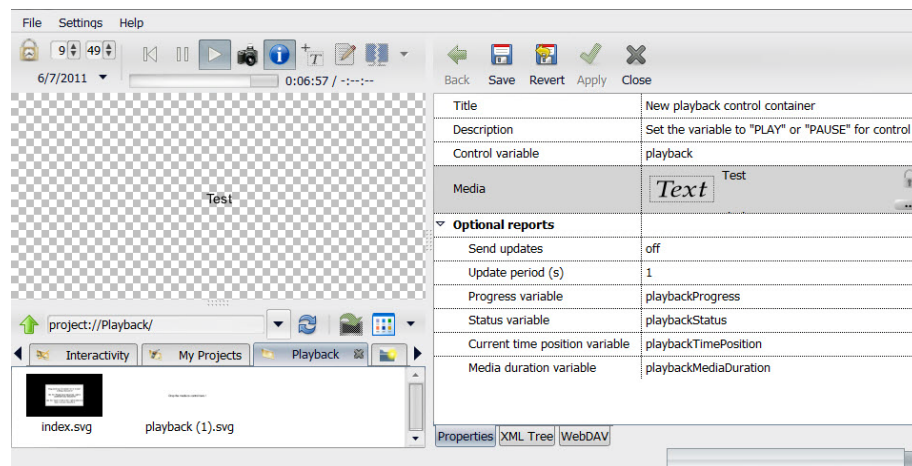 File Settings Help
9 49
6/7/2011
0:06:57 / -:--:--
T
Test
project://Playback/
Interactivity My Projects Playback
index.svg playback (1).svg
Back Save Revert Apply Close
Title New playback control container
Description Set the variable to "PLAY" or "PAUSE" for control
Control variable playback
Media Text Test
Optional reports
Send updates off
Update period (s) 1
Progress variable playbackProgress
Status variable playbackStatus
Current time position variable playbackTimePosition
Media duration variable playbackMediaDuration
Properties XML Tree WebDAV